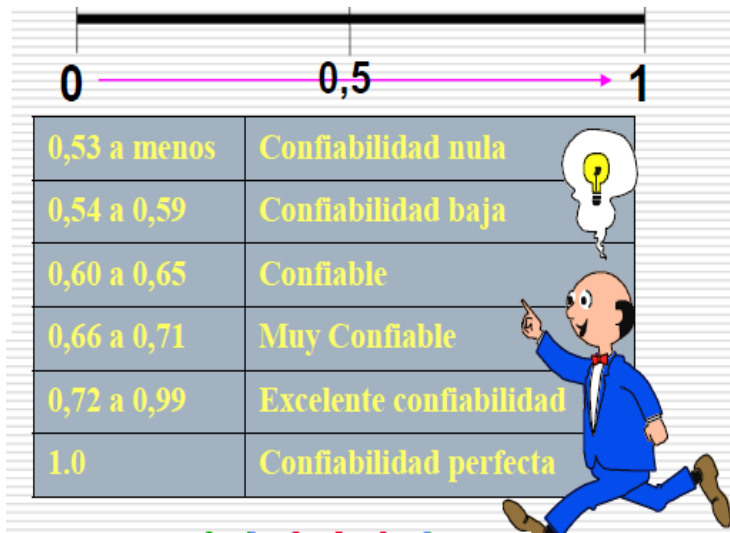 0 0,5 1
0,53 a menos Confiabilidad nula
0,54 a 0,59 Confiabilidad baja
0,60 a 0,65 Confiable
0,66 a 0,71 Muy Confiable
0,72 a 0,99 Excelente confiabilidad
1.0 Confiabilidad perfecta